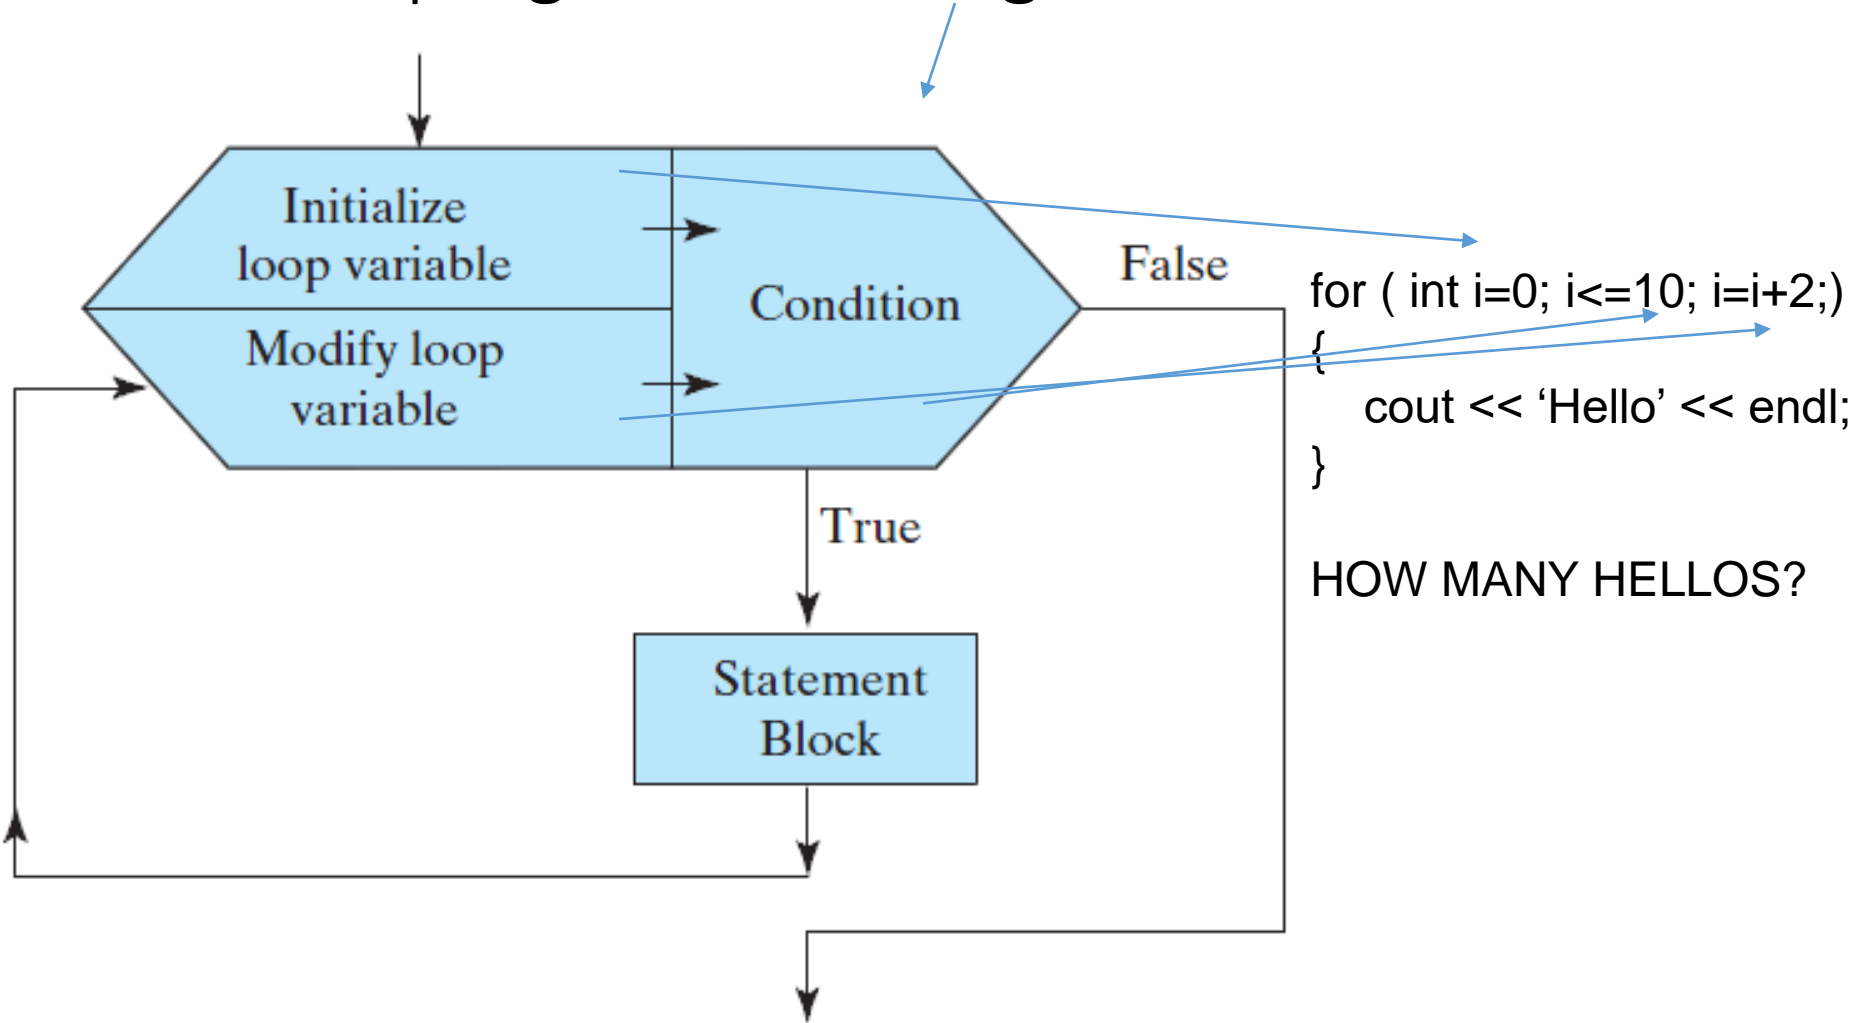 Initialize
loop variable
Modify loop
variable
Condition
False
True
Statement
Block
for ( int i=0; i<=10; i=i+2;)
{
cout << ‘Hello’ << endl;
}
HOW MANY HELLOS?